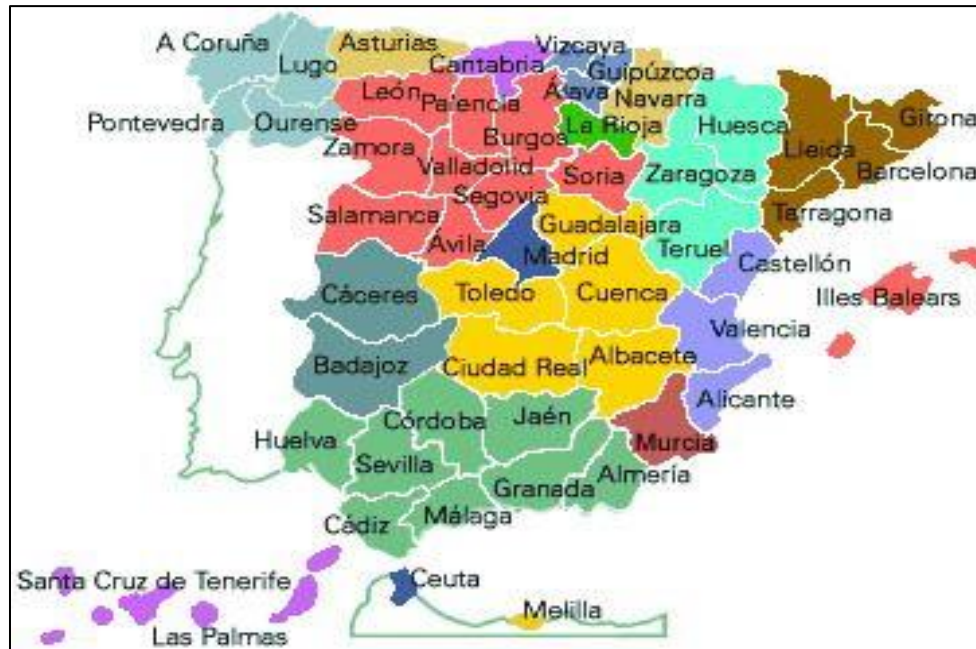 A Coruña
Lugo
Asturias
Cantabria
Vizcaya
Guipúzcoa
Álava
Navarra
León
Palencia
Burgos
La Rioja
Huesca
Girona
Lleida
Barcelona
Pontevedra
Ourense
Zamora
Valladolid
Segovia
Soria
Zaragoza
Tarragona
Salamanca
Ávila
Madrid
Guadalajara
Teruel
Castellón
Cáceres
Toledo
Cuenca
Valencia
Illes Balears
Badajoz
Ciudad Real
Albacete
Alicante
Huelva
Córdoba
Jaén
Murcia
Sevilla
Granada
Almería
Cádiz
Málaga
Santa Cruz de Tenerife
Las Palmas
Ceuta
Melilla